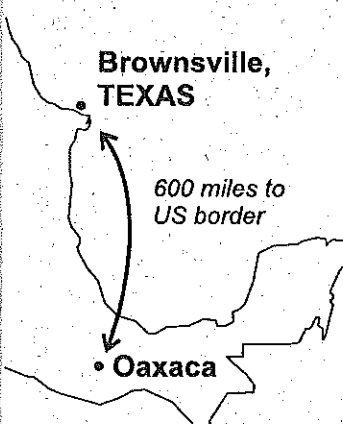 Brownsville,
TEXAS
600 miles to
US border
Oaxaca